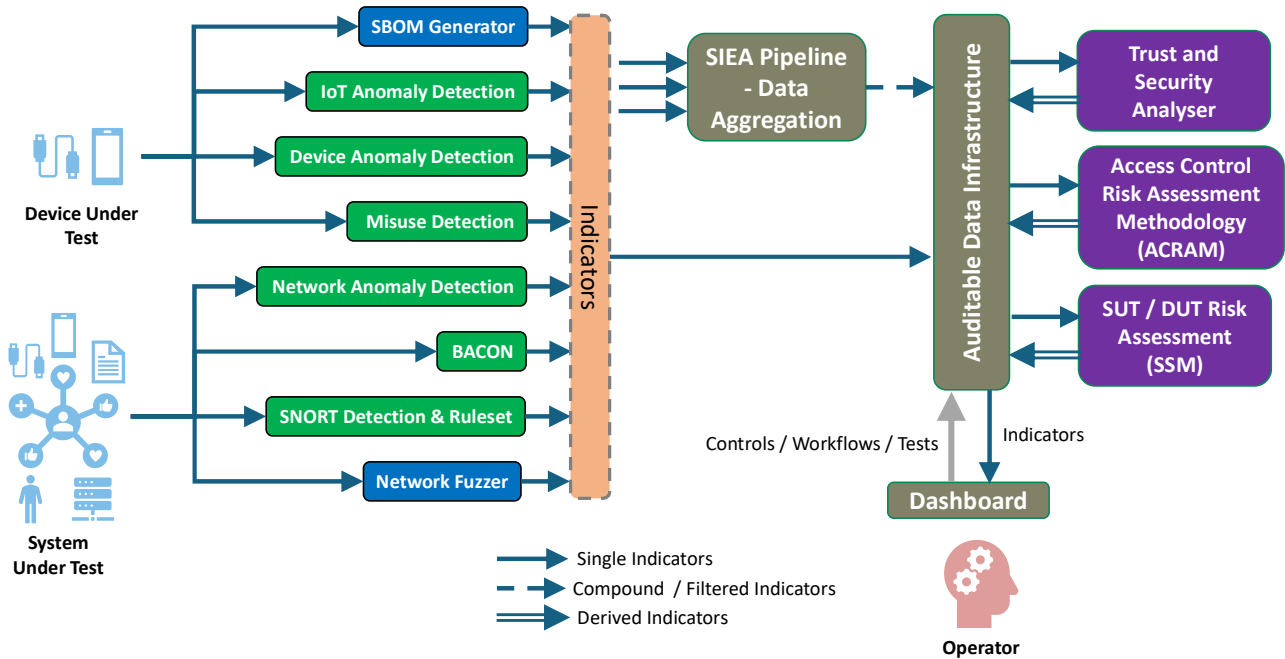 SBOM Generator
IoT Anomaly Detection
Device Anomaly Detection
Misuse Detection
Device Under
Test
Network Anomaly Detection
BACON
SNORT Detection & Ruleset
Network Fuzzer
System
Under Test
Indicators
SIEA Pipeline
- Data
Aggregation
Auditable Data Infrastructure
Trust and
Security
Analyser
Access Control
Risk Assessment
Methodology
(ACRAM)
SUT / DUT Risk
Assessment
(SSM)
Controls / Workflows / Tests
Indicators
Dashboard
Operator
Single Indicators
Compound / Filtered Indicators
Derived Indicators